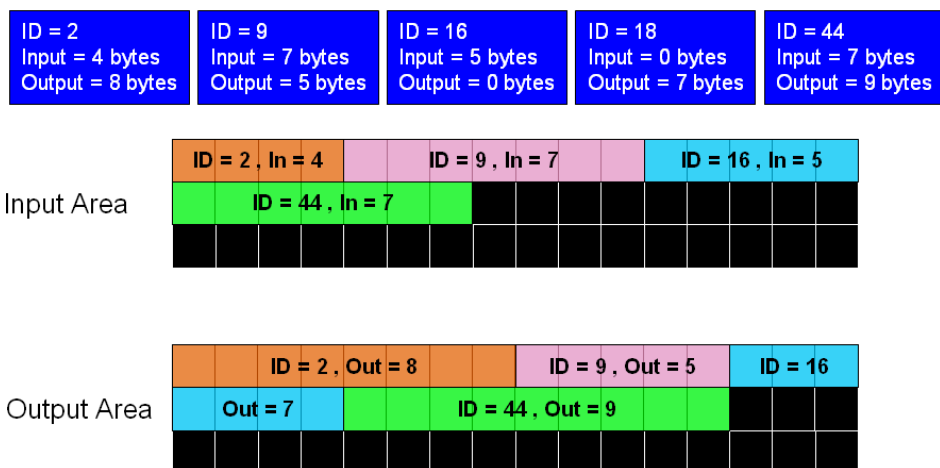 ID = 2
Input = 4 bytes
Output = 8 bytes
ID = 9
Input = 7 bytes
Output = 5 bytes
ID = 16
Input = 5 bytes
Output = 0 bytes
ID = 18
Input = 0 bytes
Output = 7 bytes
ID = 44
Input = 7 bytes
Output = 9 bytes
ID = 2 , In = 4
ID = 9 , In = 7
ID = 16 , In = 5
Input Area
ID = 44 , In = 7
ID = 2 , Out = 8
ID = 9 , Out = 5
ID = 16
Output Area
Out = 7
ID = 44 , Out = 9